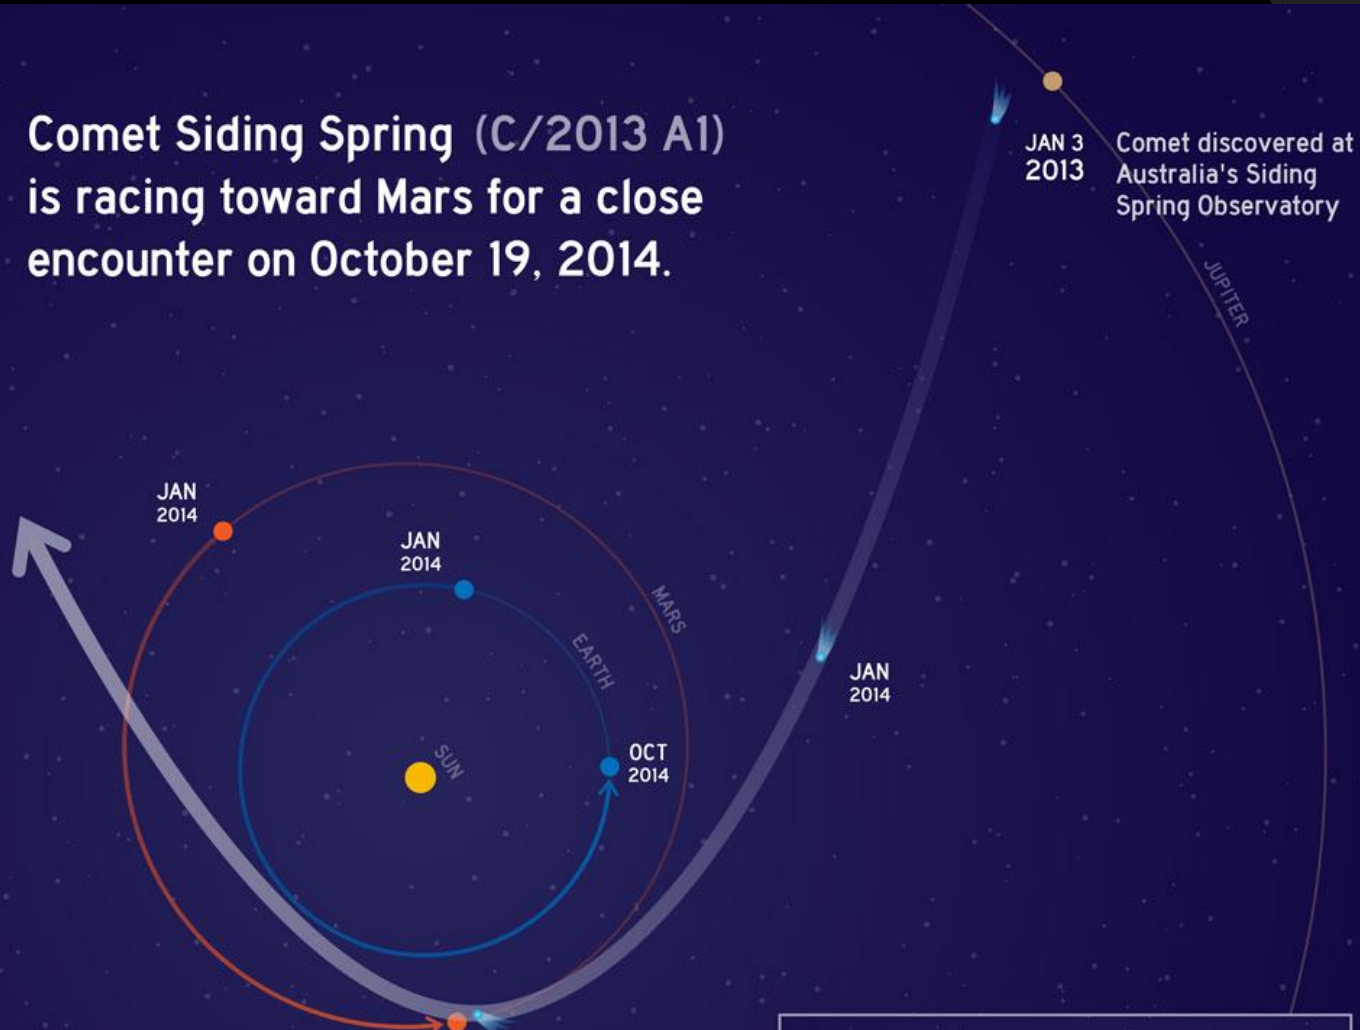 Comet Siding Spring (C/2013 A1)
is racing toward Mars for a close
encounter on October 19, 2014.
JAN 3
2013
Comet discovered at
Australia's Siding
Spring Observatory
JUPITER
JAN
2014
JAN
2014
MARS
EARTH
JAN
2014
SUN
OCT
2014